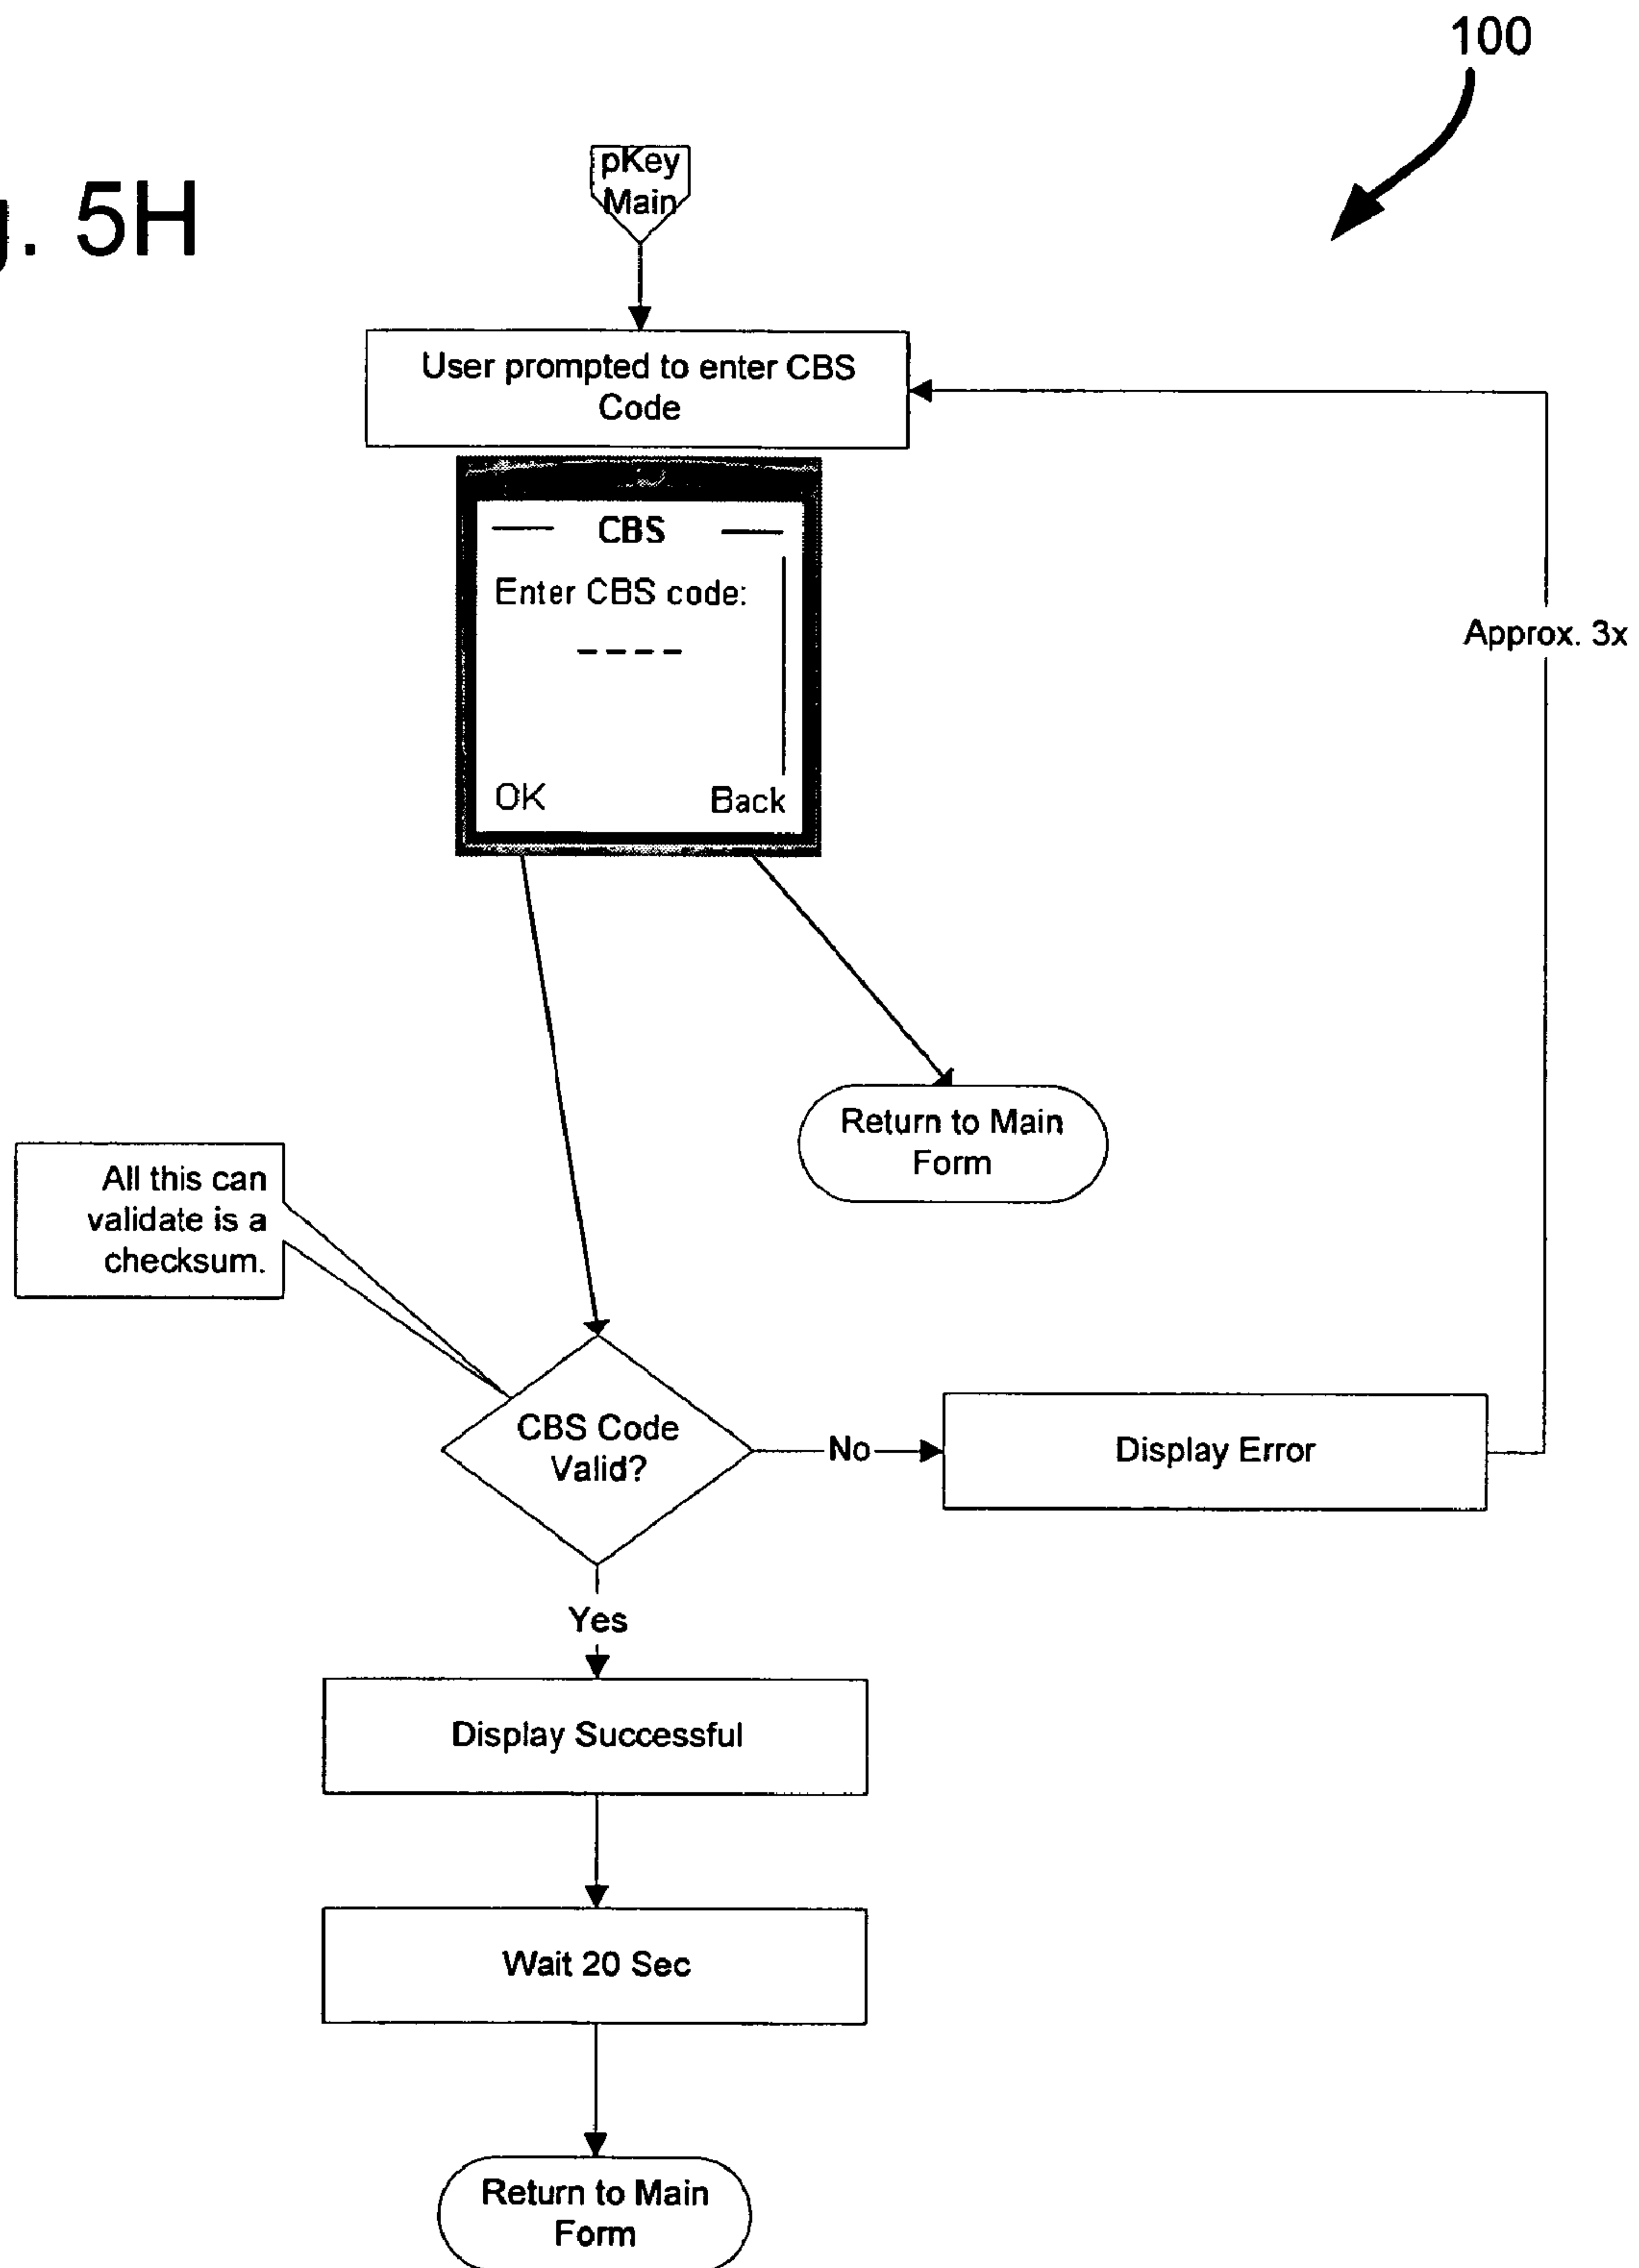 100
g. 5H
pKey
Main
User prompted to enter CBS
Code
CBS
Enter CBS code:
----
OK
Back
Approx. 3x
Return to Main
Form
All this can
validate is a
checksum.
CBS Code
Valid?
No
Display Error
Yes
Display Successful
Wait 20 Sec
Return to Main
Form